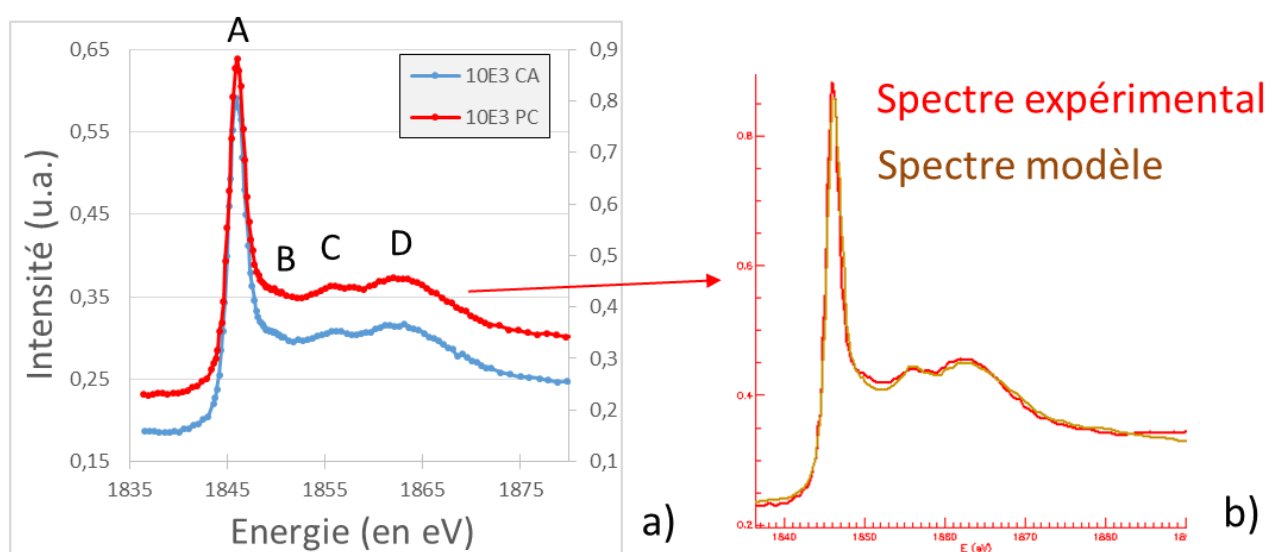 A
0,65
0,55
0,45
0,35
0,25
0,15
0,9
0,8
0,7
0,6
0,5
0,4
0,3
0,2
0,1
10E3 CA
10E3 PC
B C D
Intensité (u.a.)
1835 1845 1855 1865 1875
Energie (en eV)
a)
Spectre expérimental
Spectre modèle
0.8
0.6
0.4
0.2
1840 1850 1860 1870 1880
E (eV)
b)